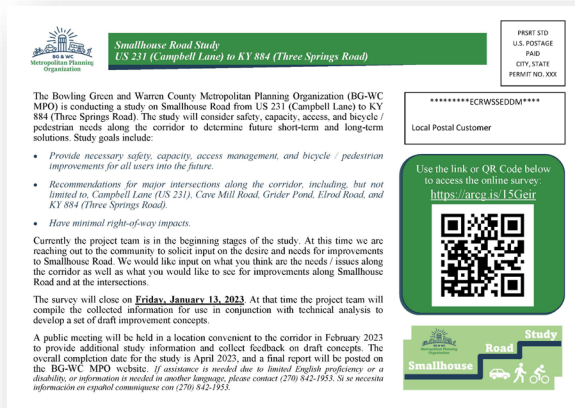 BG & WC
Metropolitan Planning
Organization
Smallhouse Road Study
US 231 (Campbell Lane) to KY 884 (Three Springs Road)
PRSRT STD
U.S. POSTAGE
PAID
CITY, STATE
PERMIT NO. XXX
*********ECRWSSEDDM****
Local Postal Customer
The Bowling Green and Warren County Metropolitan Planning Organization (BG-WC
MPO) is conducting a study on Smallhouse Road from US 231 (Campbell Lane) to KY
884 (Three Springs Road). The study will consider safety, capacity, access, and bicycle /
pedestrian needs along the corridor to determine future short-term and long-term
solutions. Study goals include:
• Provide necessary safety, capacity, access management, and bicycle / pedestrian
improvements for all users into the future.
• Recommendations for major intersections along the corridor, including, but not
limited to, Campbell Lane (US 231), Cave Mill Road, Grider Pond, Elrod Road, and
KY 884 (Three Springs Road).
• Have minimal right-of-way impacts.
Currently the project team is in the beginning stages of the study. At this time we are
reaching out to the community to solicit input on the desire and needs for improvements
to Smallhouse Road. We would like input on what you think are the needs / issues along
the corridor as well as what you would like to see for improvements along Smallhouse
Road and at the intersections.
The survey will close on Friday, January 13, 2023. At that time the project team will
compile the collected information for use in conjunction with technical analysis to
develop a set of draft improvement concepts.
A public meeting will be held in a location convenient to the corridor in February 2023
to provide additional study information and collect feedback on draft concepts. The
overall completion date for the study is April 2023, and a final report will be posted on
the BG-WC MPO website. If assistance is needed due to limited English proficiency or a
disability, or information is needed in another language, please contact (270) 842-1953. Si se necesita
información en español comuniquese con (270) 842-1953.
Use the link or QR Code below
to access the online survey:
https://arcg.is/15Geir
BG & WC
Metropolitan Planning
Organization
Study
Road
Smallhouse